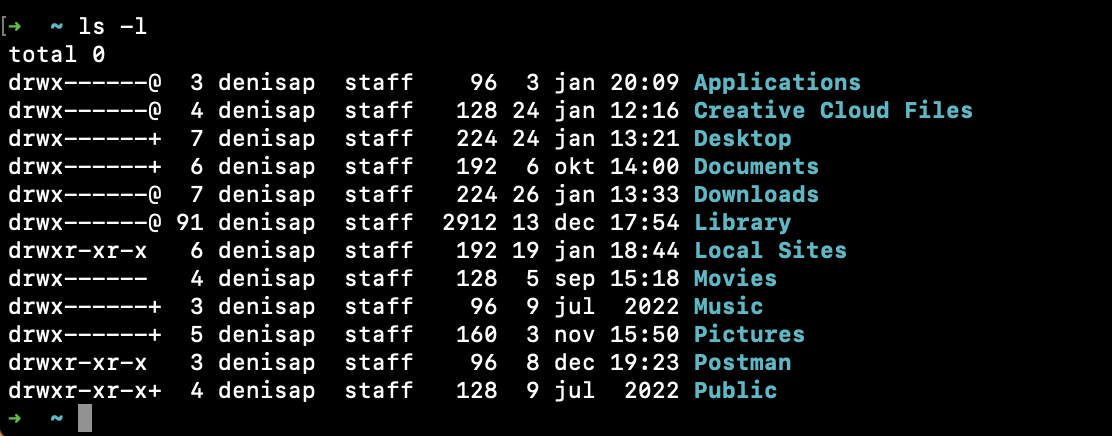 [➜  ~ ls -l
total 0
drwx------@  3 denisap  staff    96  3 jan 20:09 Applications
drwx------@  4 denisap  staff   128 24 jan 12:16 Creative Cloud Files
drwx------+  7 denisap  staff   224 24 jan 13:21 Desktop
drwx------+  6 denisap  staff   192  6 okt 14:00 Documents
drwx------@  7 denisap  staff   224 26 jan 13:33 Downloads
drwx------@ 91 denisap  staff  2912 13 dec 17:54 Library
drwxr-xr-x   6 denisap  staff   192 19 jan 18:44 Local Sites
drwx------   4 denisap  staff   128  5 sep 15:18 Movies
drwx------+  3 denisap  staff    96  9 jul  2022 Music
drwx------+  5 denisap  staff   160  3 nov 15:50 Pictures
drwxr-xr-x   3 denisap  staff    96  8 dec 19:23 Postman
drwxr-xr-x+  4 denisap  staff   128  9 jul  2022 Public
➜  ~